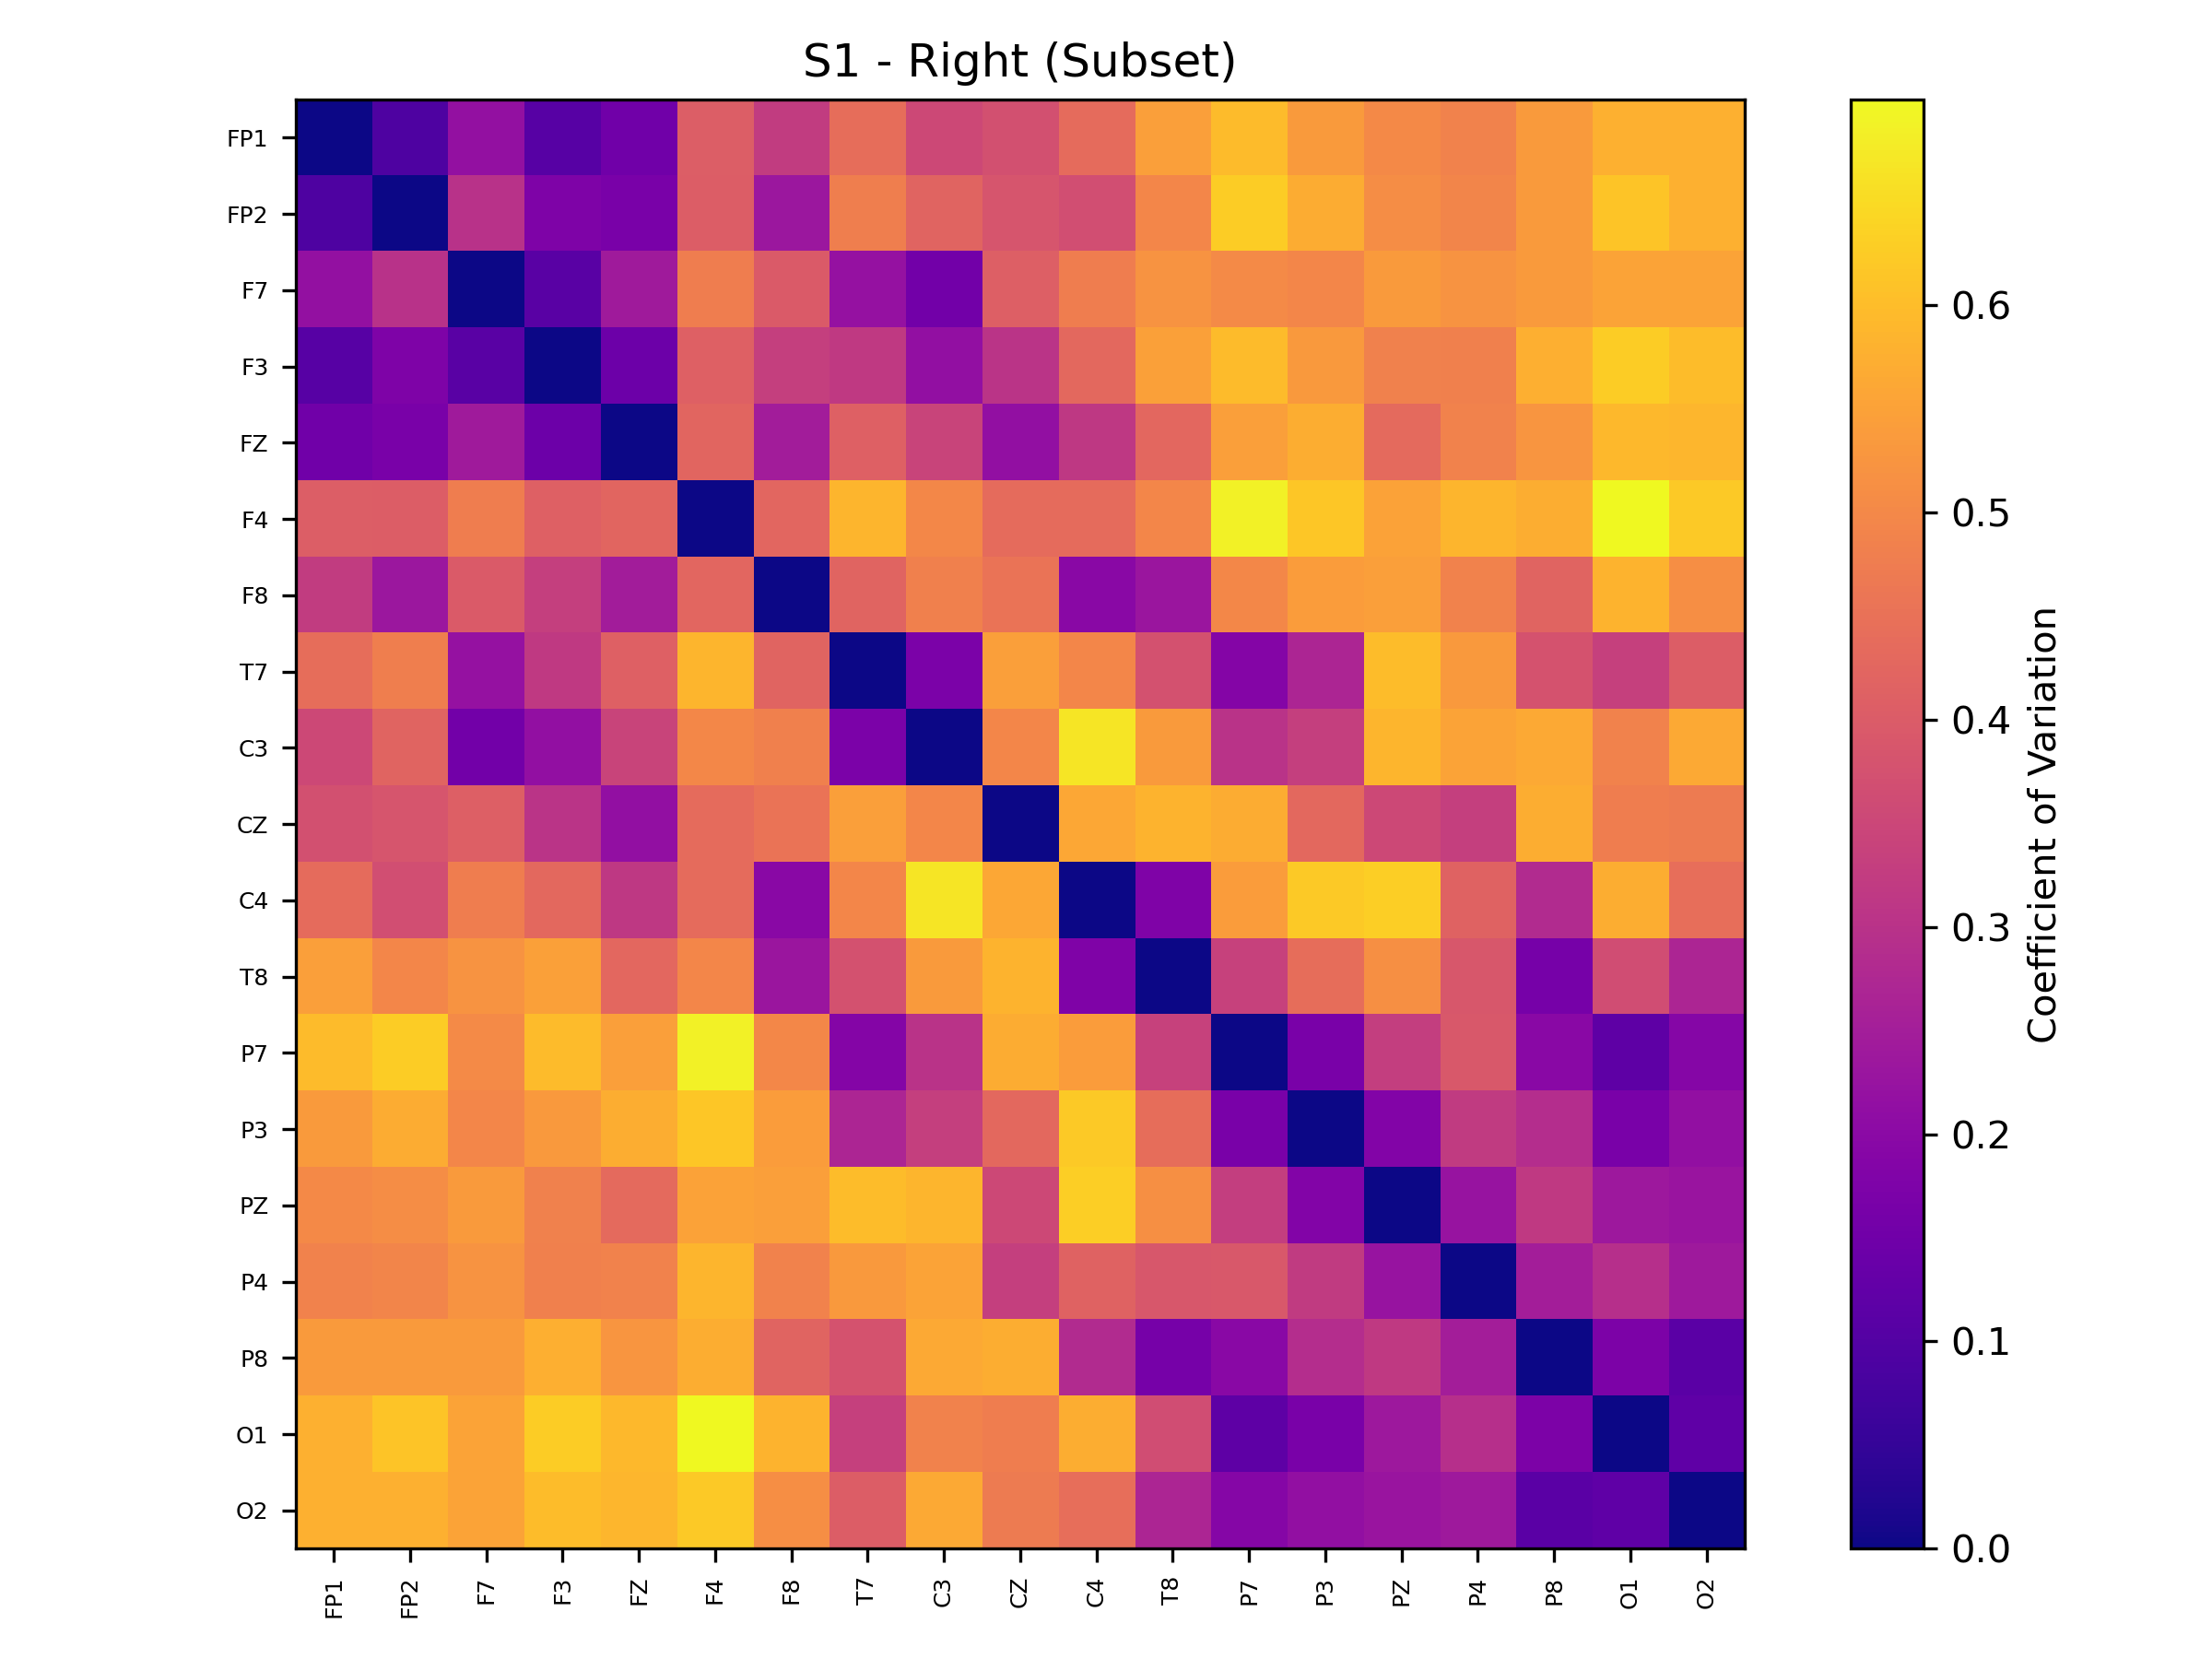 S1 - Right (Subset)
FP1
FP2
F7
F3
FZ
F4
F8
T7
C3
CZ
C4
T8
P7
P3
PZ
P4
P8
O1
O2
FP1 FP2 F7 F3 FZ F4 F8 T7 C3 CZ C4 T8 P7 P3 PZ P4 P8 O1 O2
0.6
0.5
0.4
0.3
0.2
0.1
0.0
Coefficient of Variation